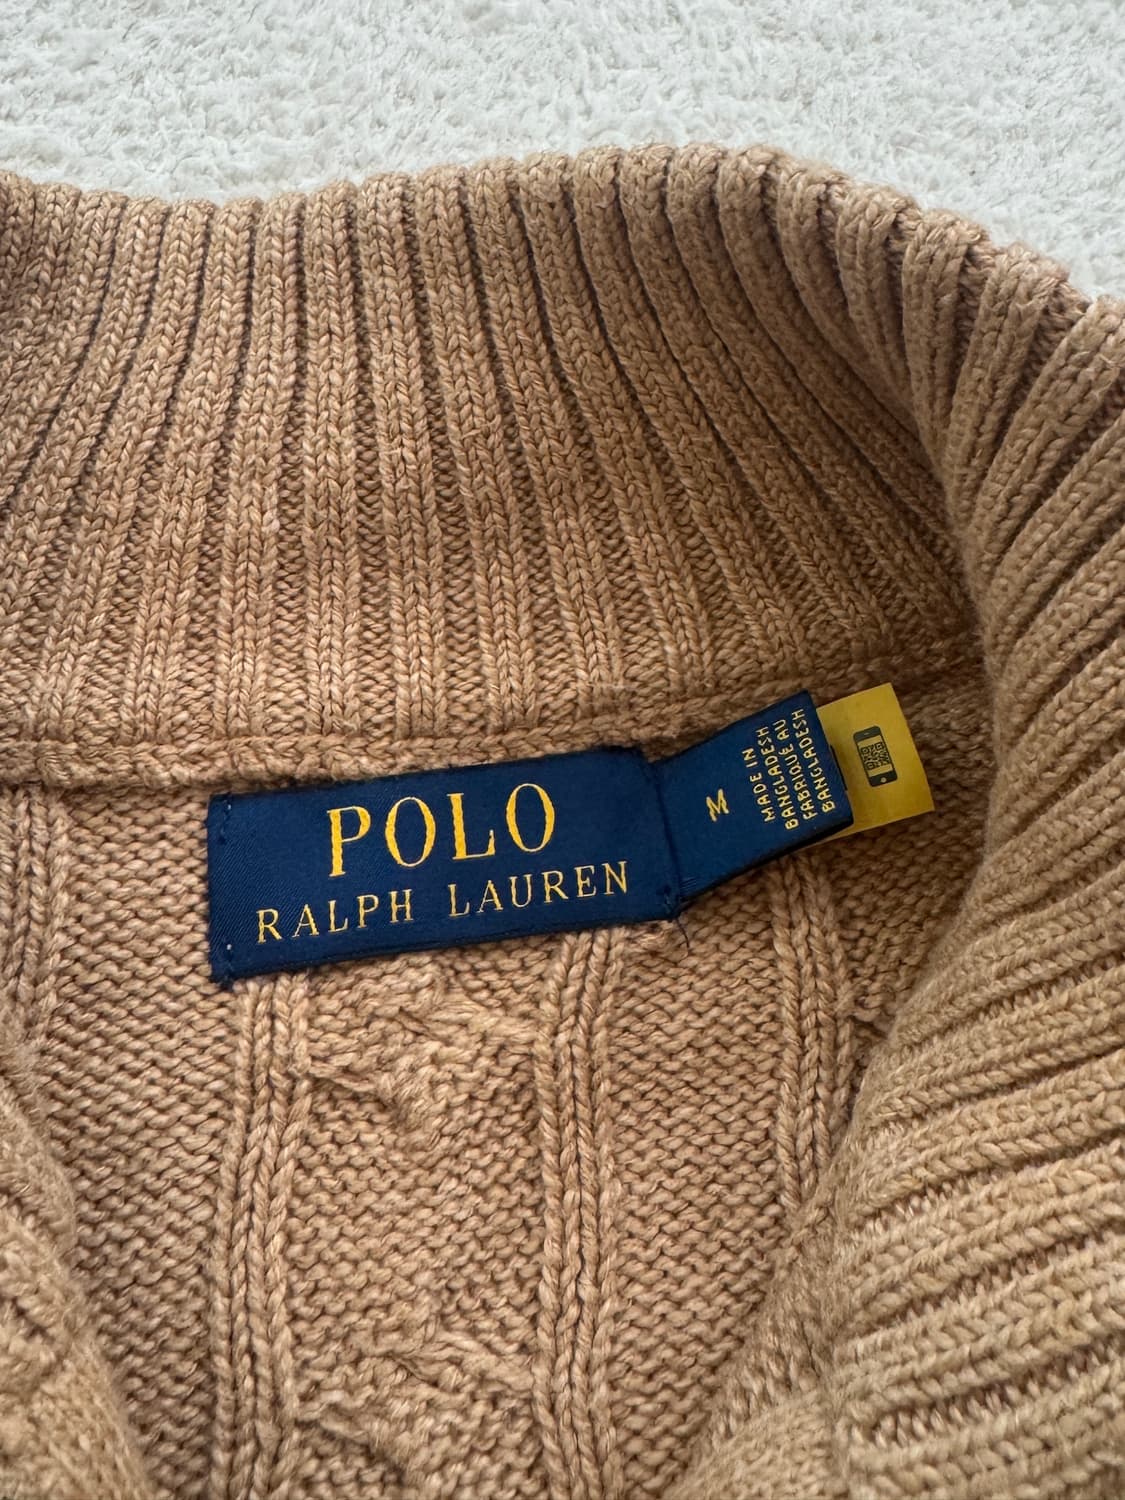 POLO
RALPH LAUREN
M
MADE IN
BANGLADESH
FABRIQUÉ AU
BANGLADESH